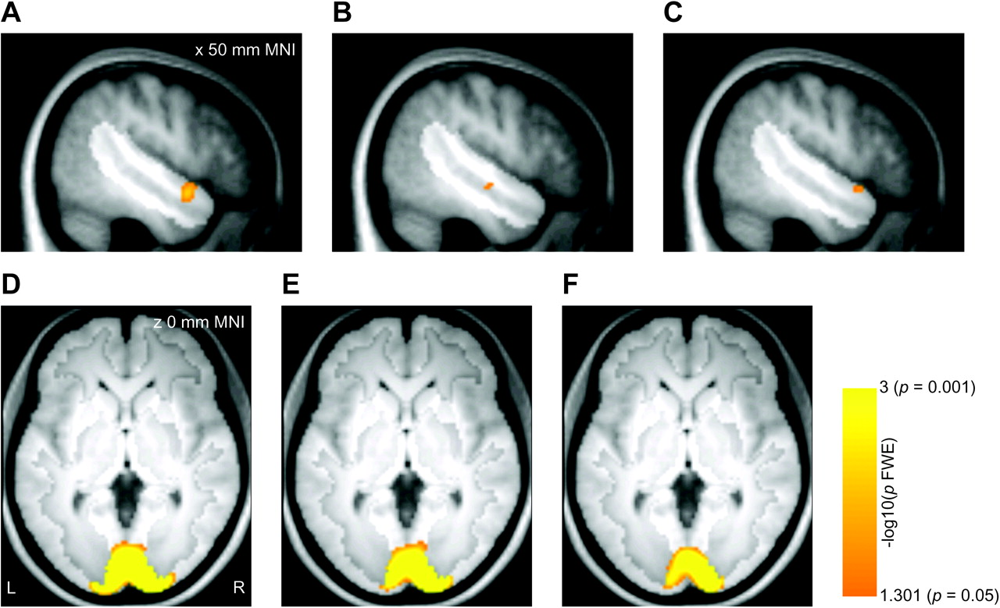 A
B
C
x 50 mm MNI
D
E
F
z 0 mm MNI
L
R
3 (p = 0.001)
-log10(p FWE)
1.301 (p = 0.05)